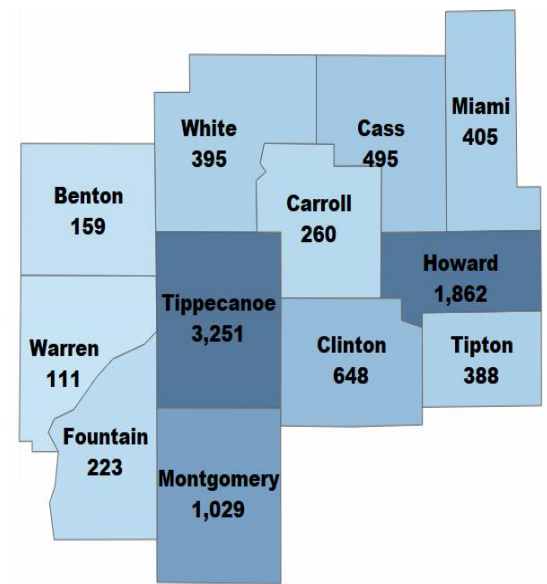 Miami
405
White
395
Cass
495
Benton
159
Carroll
260
Howard
1,862
Tippecanoe
3,251
Warren
111
Clinton
648
Tipton
388
Fountain
223
Montgomery
1,029